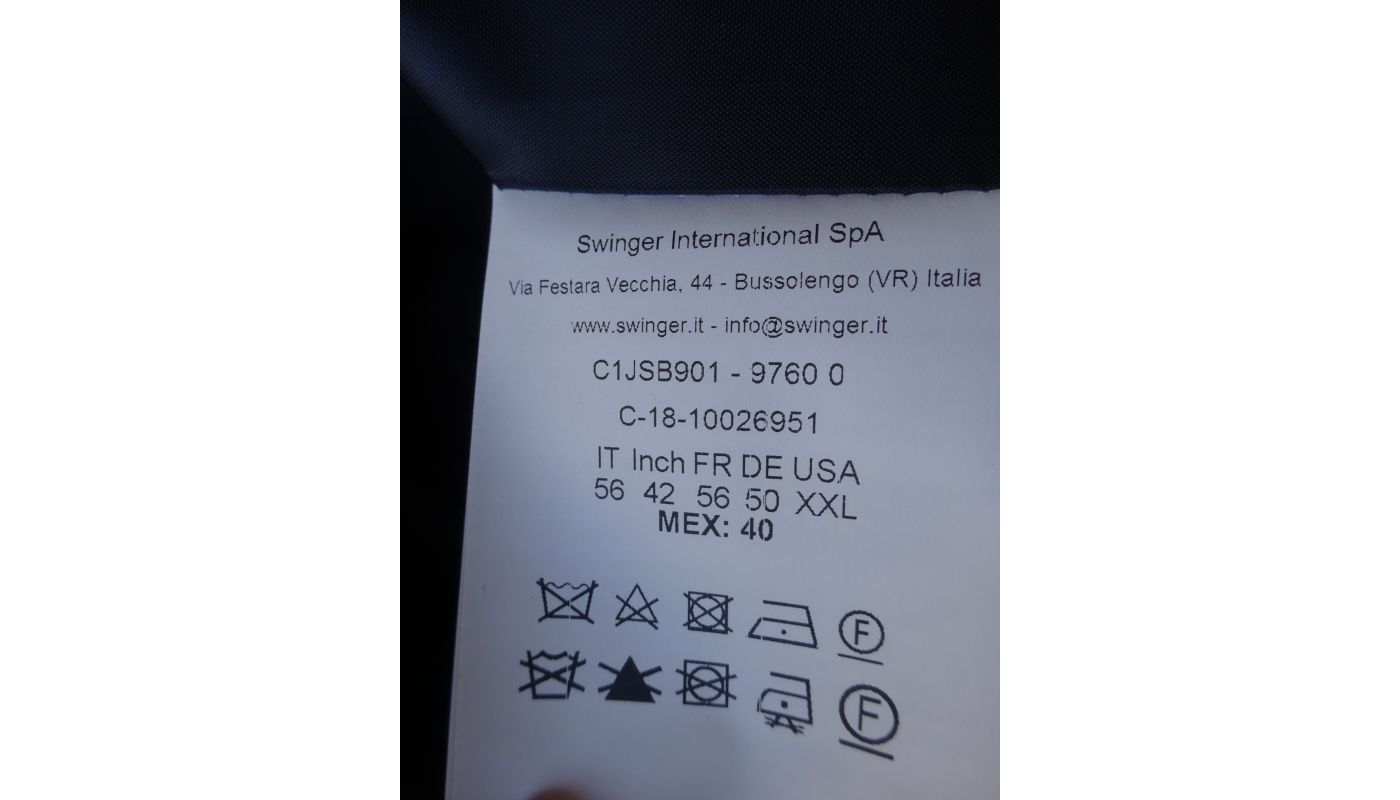 Swinger International SpA
Via Festara Vecchia, 44 - Bussolengo (VR) Italia
www.swinger.it - info@swinger.it
C1JSB901 - 9760 0
C-18-10026951
IT Inch FR DE USA
56 42 56 50 XXL
MEX: 40
F
F